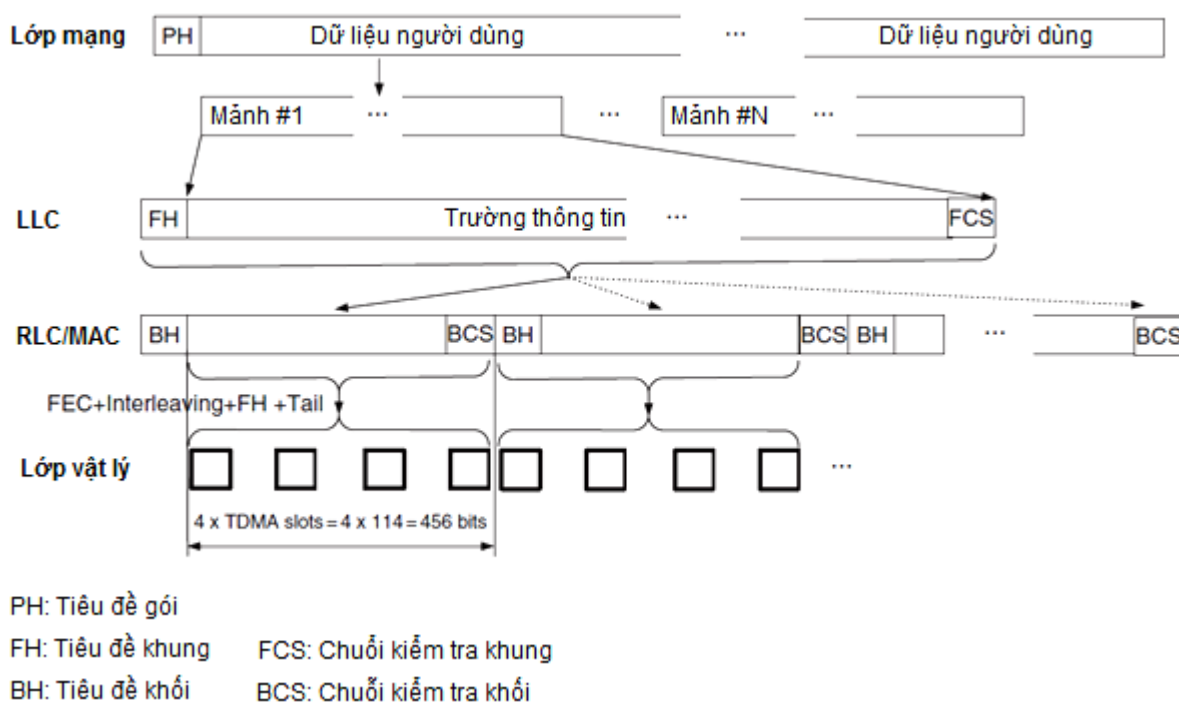 Lớp mạng PH Dữ liệu người dùng ... Dữ liệu người dùng
Mảnh #1 ... ... Mảnh #N ...
LLC FH Trường thông tin ... FCS
RLC/MAC BH BCS BH BCS BH ... BCS
FEC+Interleaving+FH +Tail
Lớp vật lý ...
4 x TDMA slots = 4 x 114 = 456 bits
PH: Tiêu đề gói
FH: Tiêu đề khung FCS: Chuỗi kiểm tra khung
BH: Tiêu đề khối BCS: Chuỗi kiểm tra khối